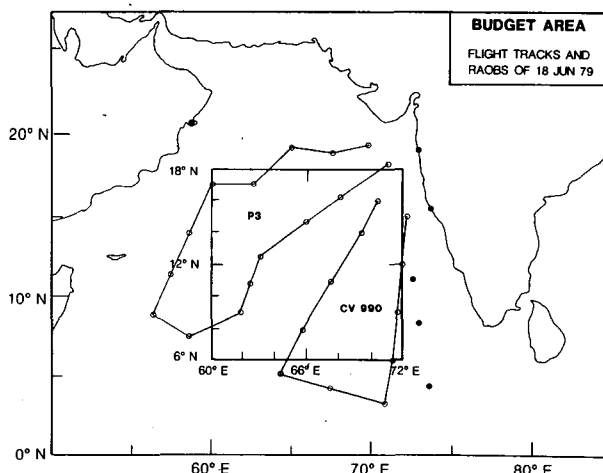 BUDGET AREA
FLIGHT TRACKS AND
RAOBS OF 18 JUN 79
20° N
18° N
P3
12° N
10° N
CV 990
6° N
60° E
66° E
72° E
0° N
60° E
70° E
80° E